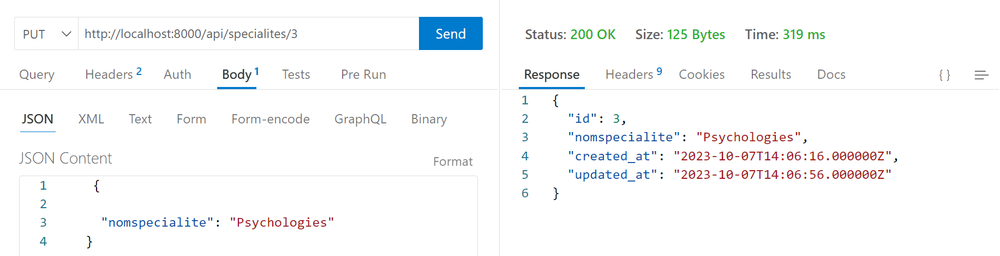 PUT http://localhost:8000/api/specialites/3 Send
Query Headers 2 Auth Body 1 Tests Pre Run
JSON XML Text Form Form-encode GraphQL Binary
JSON Content
Format
1 {
2
3 "nomspecialite": "Psychologies"
4 }
Status: 200 OK Size: 125 Bytes Time: 319 ms
Response Headers 9 Cookies Results Docs { }
1 {
2 "id": 3,
3 "nomspecialite": "Psychologies",
4 "created_at": "2023-10-07T14:06:16.000000Z",
5 "updated_at": "2023-10-07T14:06:56.000000Z"
6 }